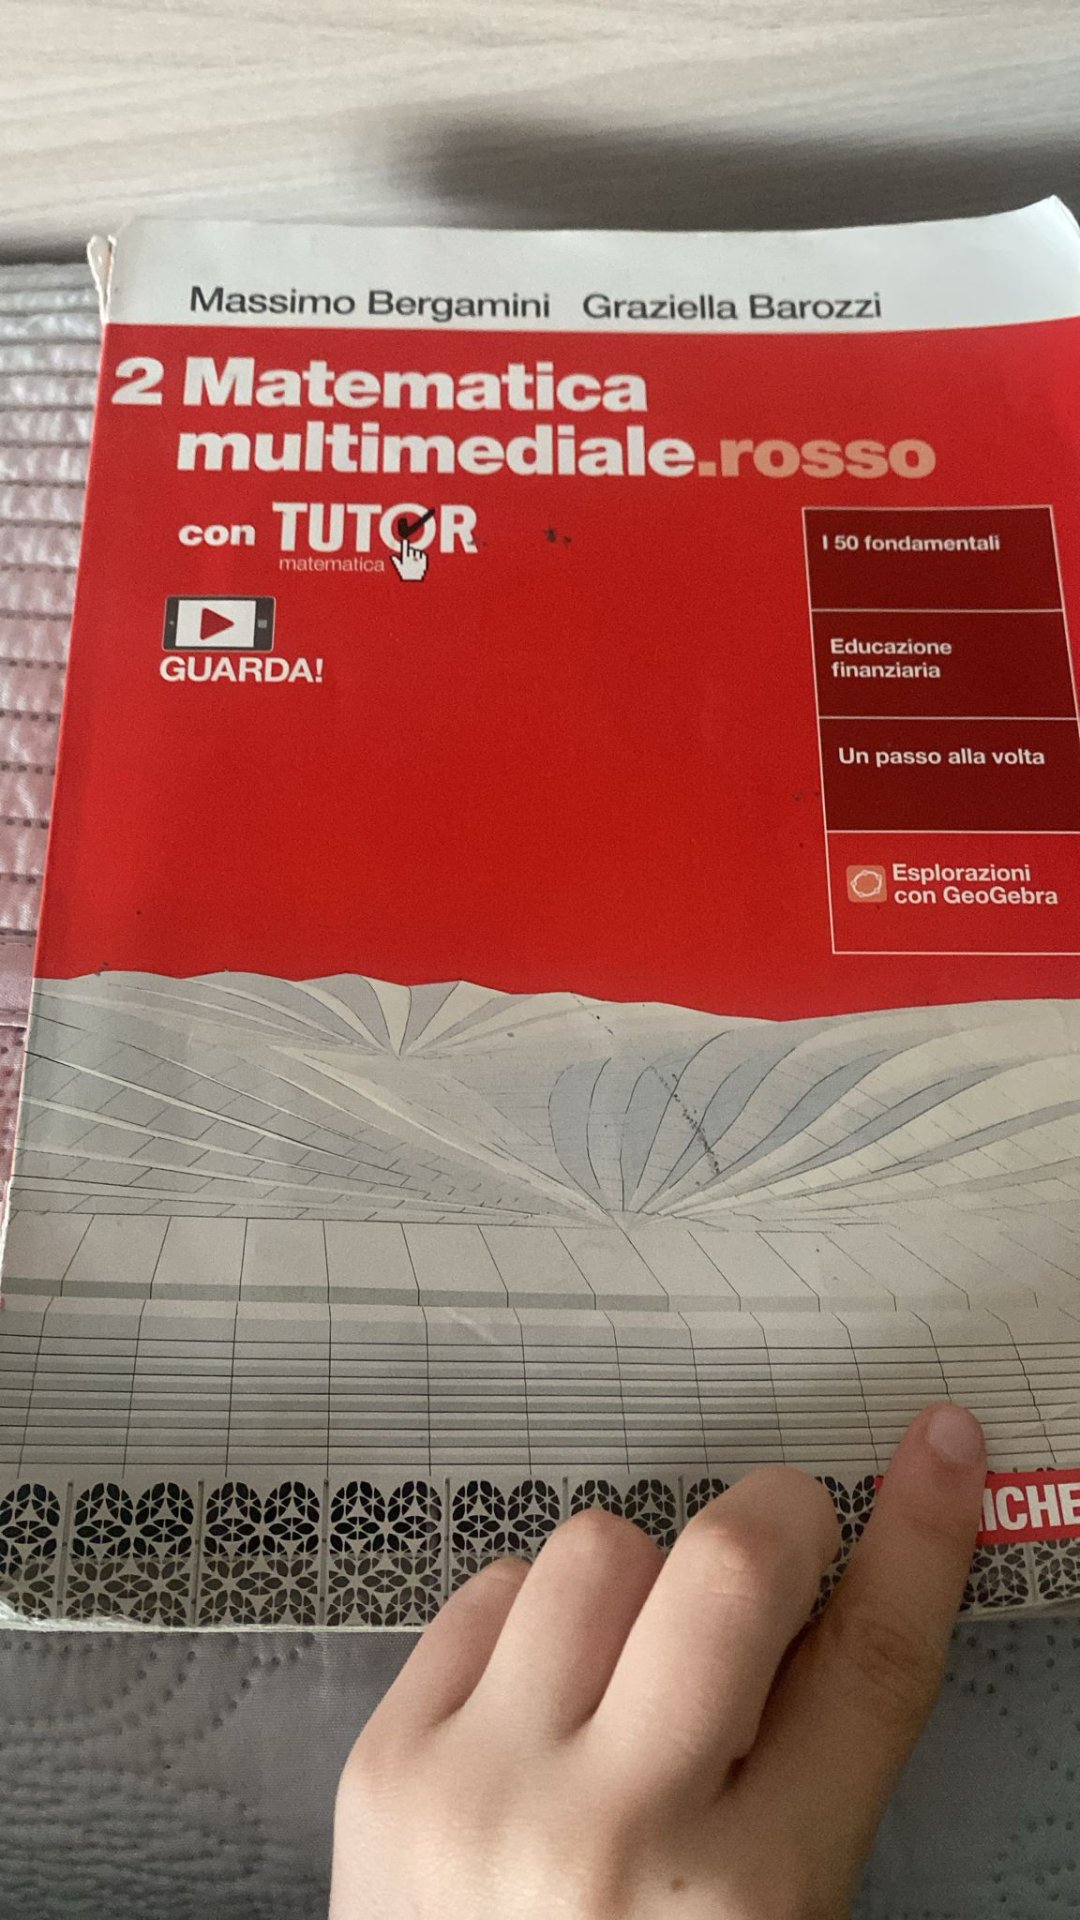 Massimo Bergamini Graziella Barozzi
2 Matematica
multimediale.rosso
con TUTOR
matematica
GUARDA!
I 50 fondamentali
Educazione
finanziaria
Un passo alla volta
Esplorazioni
con GeoGebra